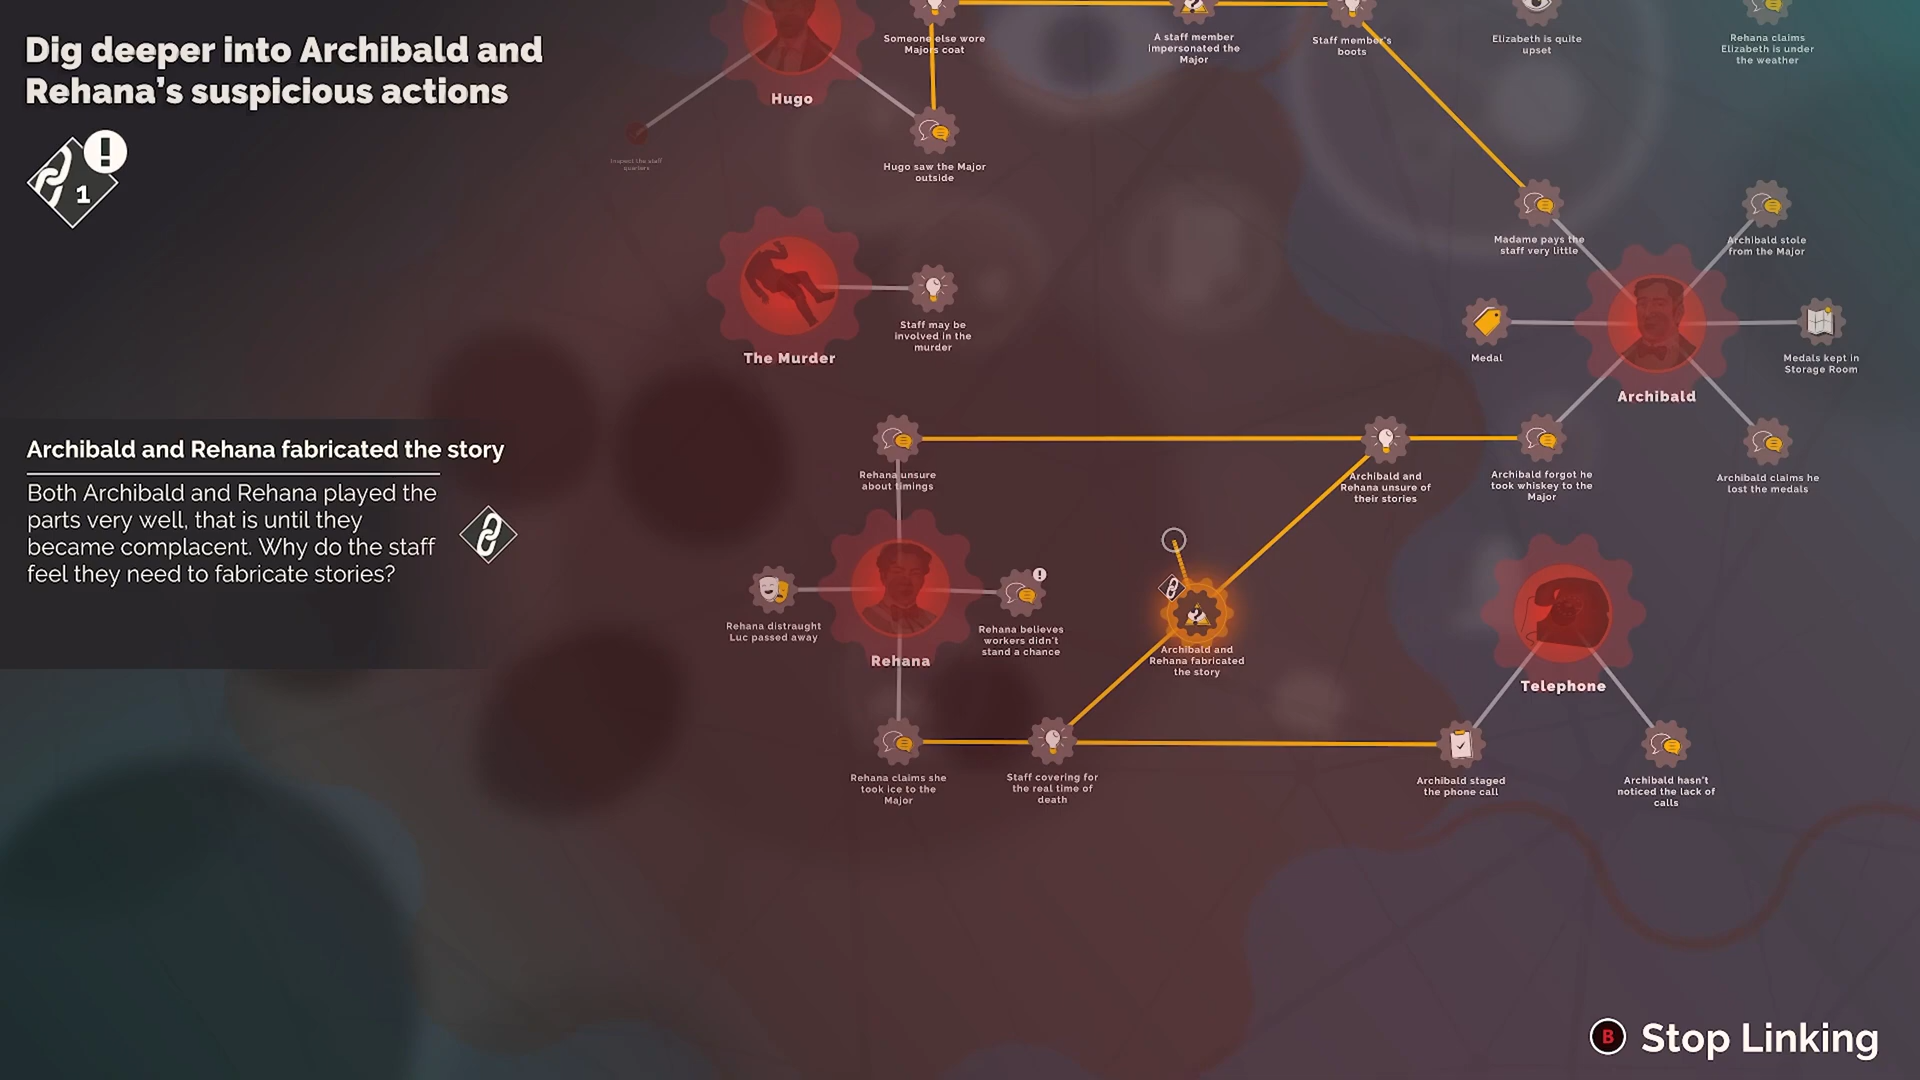 Dig deeper into Archibald and
Rehana's suspicious actions
1
Archibald and Rehana fabricated the story
Both Archibald and Rehana played the
parts very well, that is until they
became complacent. Why do the staff
feel they need to fabricate stories?
Hugo
Someone else wore
Majors coat
A staff member
impersonated the
Major
Staff member's
boots
Elizabeth is quite
upset
Rehana claims
Elizabeth is under
the weather
Inspect the staff
quarters
Hugo saw the Major
outside
Madame pays the
staff very little
Archibald stole
from the Major
The Murder
Staff may be
involved in the
murder
Medal
Archibald
Medals kept in
Storage Room
Rehana unsure
about timings
Archibald and
Rehana unsure of
their stories
Archibald forgot he
took whiskey to the
Major
Archibald claims he
lost the medals
Rehana distraught
Luc passed away
Rehana
Rehana believes
workers didn't
stand a chance
Archibald and
Rehana fabricated
the story
Telephone
Rehana claims she
took ice to the
Major
Staff covering for
the real time of
death
Archibald staged
the phone call
Archibald hasn't
noticed the lack of
calls
B Stop Linking